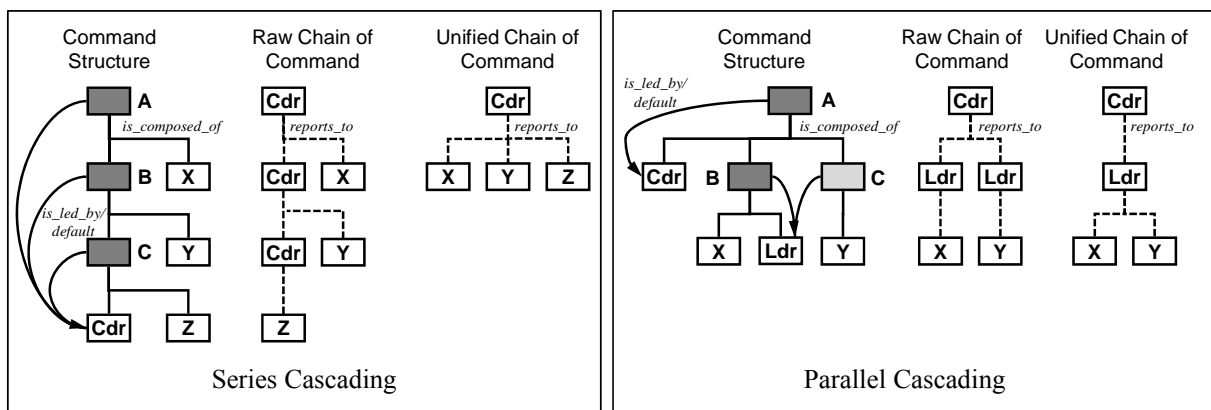 Command
Structure
Raw Chain of
Command
Unified Chain of
Command
A
is_composed_of
Cdr
reports_to
Cdr
reports_to
B
X
Cdr
X
X
Y
Z
is_led_by/
default
C
Y
Cdr
Y
Cdr
Z
Z
Series Cascading
Command
Structure
Raw Chain of
Command
Unified Chain of
Command
is_led_by/
default
A
is_composed_of
Cdr
reports_to
Cdr
reports_to
Cdr
B
C
Ldr
Ldr
Ldr
X
Ldr
Y
X
Y
X
Y
Parallel Cascading